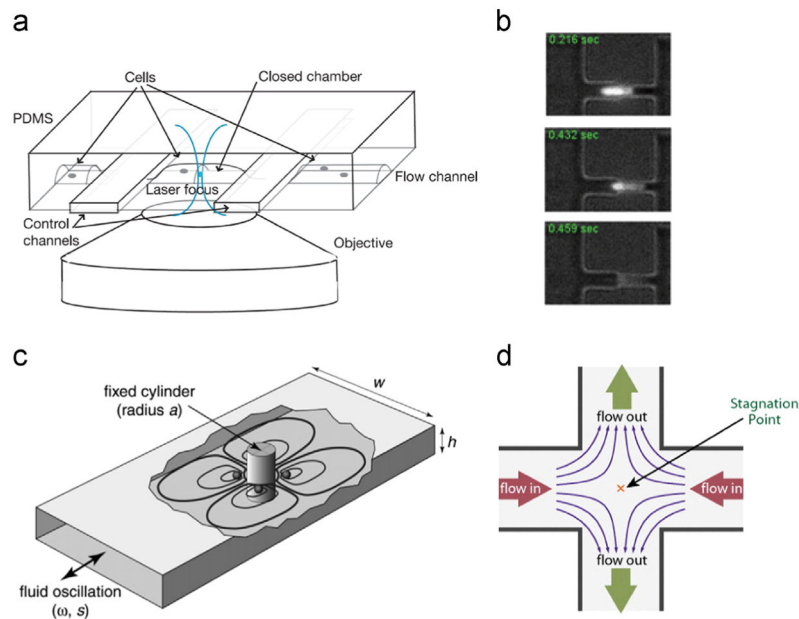 a
Cells
Closed chamber
PDMS
Laser focus
Flow channel
Control
channels
Objective
b
0.216 sec
0.432 sec
0.459 sec
c
fixed cylinder
(radius a)
w
h
fluid oscillation
(ω, s)
d
flow out
Stagnation
Point
flow in
flow in
flow out